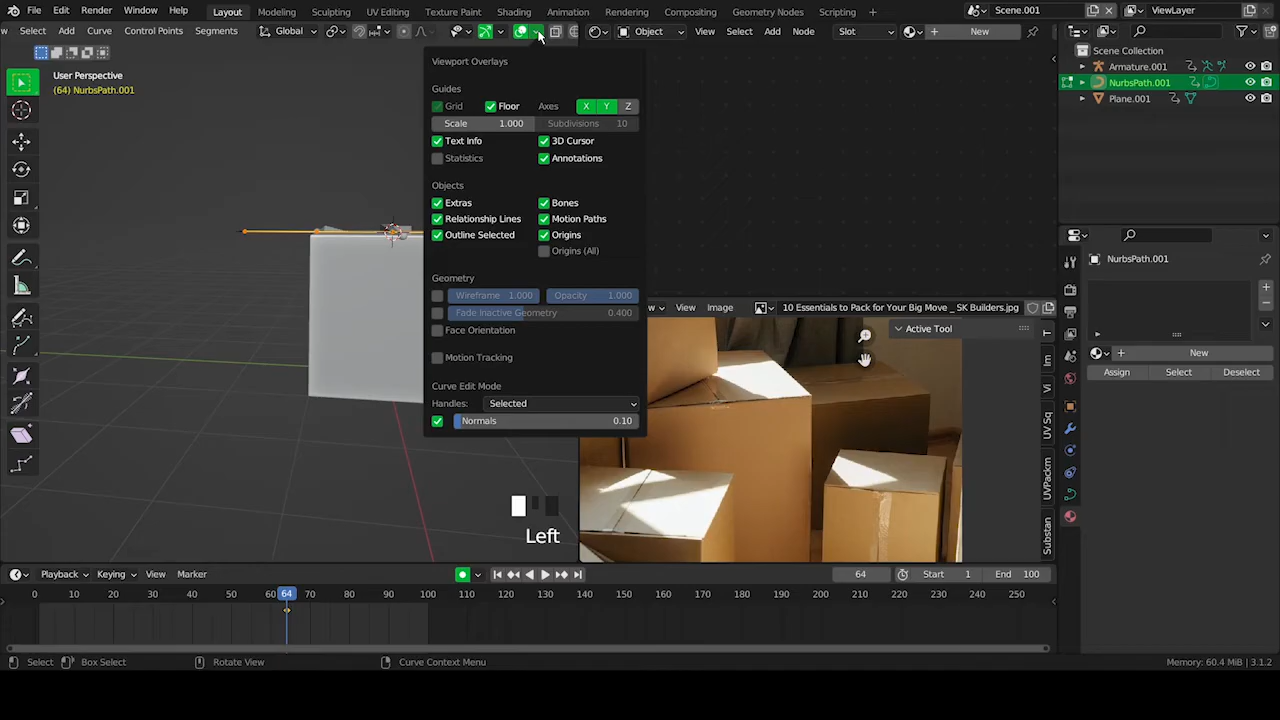 File Edit Render Window Help
Layout Modeling Sculpting UV Editing Texture Paint Shading Animation Rendering Compositing Geometry Nodes Scripting
Scene.001
ViewLayer
Select Add Curve Control Points Segments Global
Object View Select Add Node Slot New
User Perspective
(64) NurbsPath.001
Viewport Overlays
Guides
Grid Floor Axes X Y Z
Scale 1.000 Subdivisions 10
Text Info 3D Cursor
Statistics Annotations
Objects
Extras Bones
Relationship Lines Motion Paths
Outline Selected Origins
Origins (All)
Geometry
Wireframe 1.000 Opacity 1.000
Fade Inactive Geometry 0.400
Face Orientation
Motion Tracking
Curve Edit Mode
Handles: Selected
Normals 0.10
Left
View Image 10 Essentials to Pack for Your Big Move _ SK Builders.jpg
Active Tool
T
Im
Vi
UV Sq
UVPackm
Substan
Scene Collection
Armature.001
NurbsPath.001
Plane.001
NurbsPath.001
New
Assign Select Deselect
Playback Keying View Marker 64 Start 1 End 100
0 10 20 30 40 50 60 64 70 80 90 100 110 120 130 140 150 160 170 180 190 200 210 220 230 240 250
Select Box Select Rotate View Curve Context Menu Memory: 60.4 MiB | 3.1.2